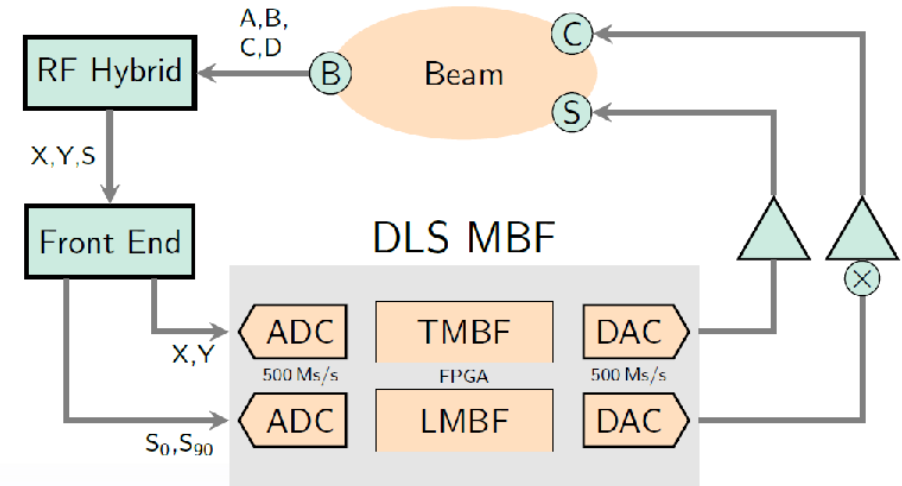 A,B,
C,D
RF Hybrid
B
Beam
C
S
X,Y,S
Front End
DLS MBF
X,Y
ADC
TMBF
DAC
500 Ms/s
FPGA
500 Ms/s
S₀,S₉₀
ADC
LMBF
DAC